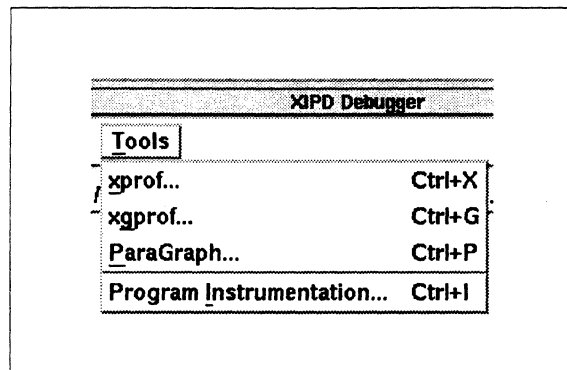 XIPD Debugger
Tools
xprof... Ctrl+X
xgprof... Ctrl+G
ParaGraph... Ctrl+P
Program Instrumentation... Ctrl+I